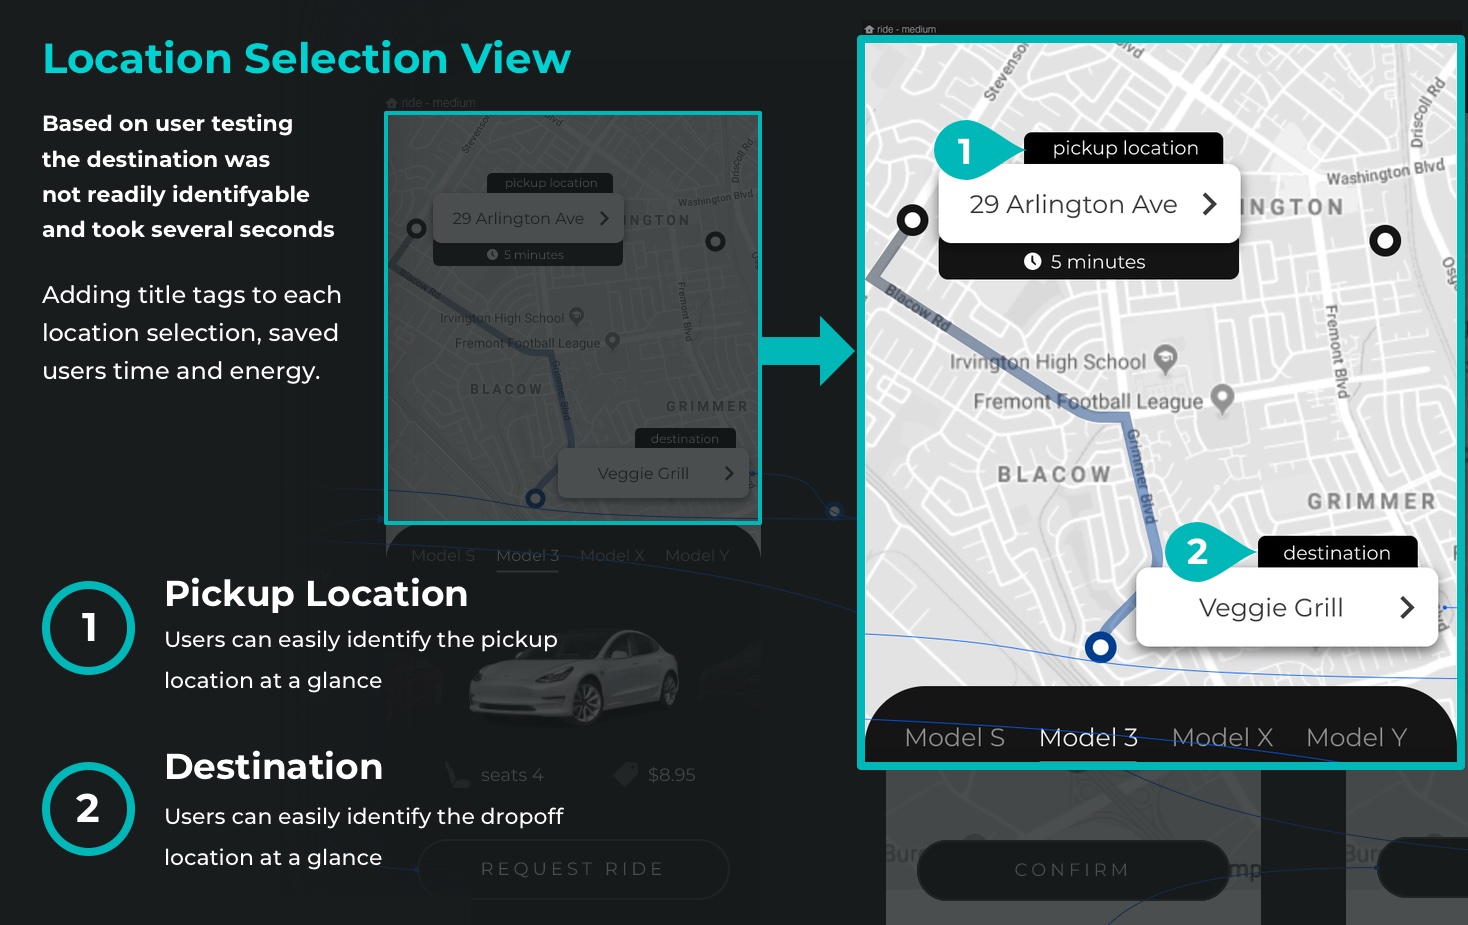 Location Selection View
Based on user testing
the destination was
not readily identifyable
and took several seconds
Adding title tags to each
location selection, saved
users time and energy.
1
Pickup Location
Users can easily identify the pickup
location at a glance
2
Destination
Users can easily identify the dropoff
location at a glance
ride - medium
Stevenson
Blvd
Driscoll Rd
Washington Blvd
pickup location
29 Arlington Ave
INGTON
5 minutes
Blacow Rd
Fremont Blvd
Irvington High School
Fremont Football League
BLACOW
Grimmer Blvd
GRIMMER
destination
Veggie Grill
Model S Model 3 Model X Model Y
seats 4 $8.95
REQUEST RIDE
ride - medium
Stevenson
Blvd
Driscoll Rd
1
pickup location
Washington Blvd
29 Arlington Ave
INGTON
5 minutes
Blacow Rd
Fremont Blvd
Irvington High School
Fremont Football League
Grimmer Blvd
BLACOW
GRIMMER
2
destination
Veggie Grill
Model S Model 3 Model X Model Y
CONFIRM